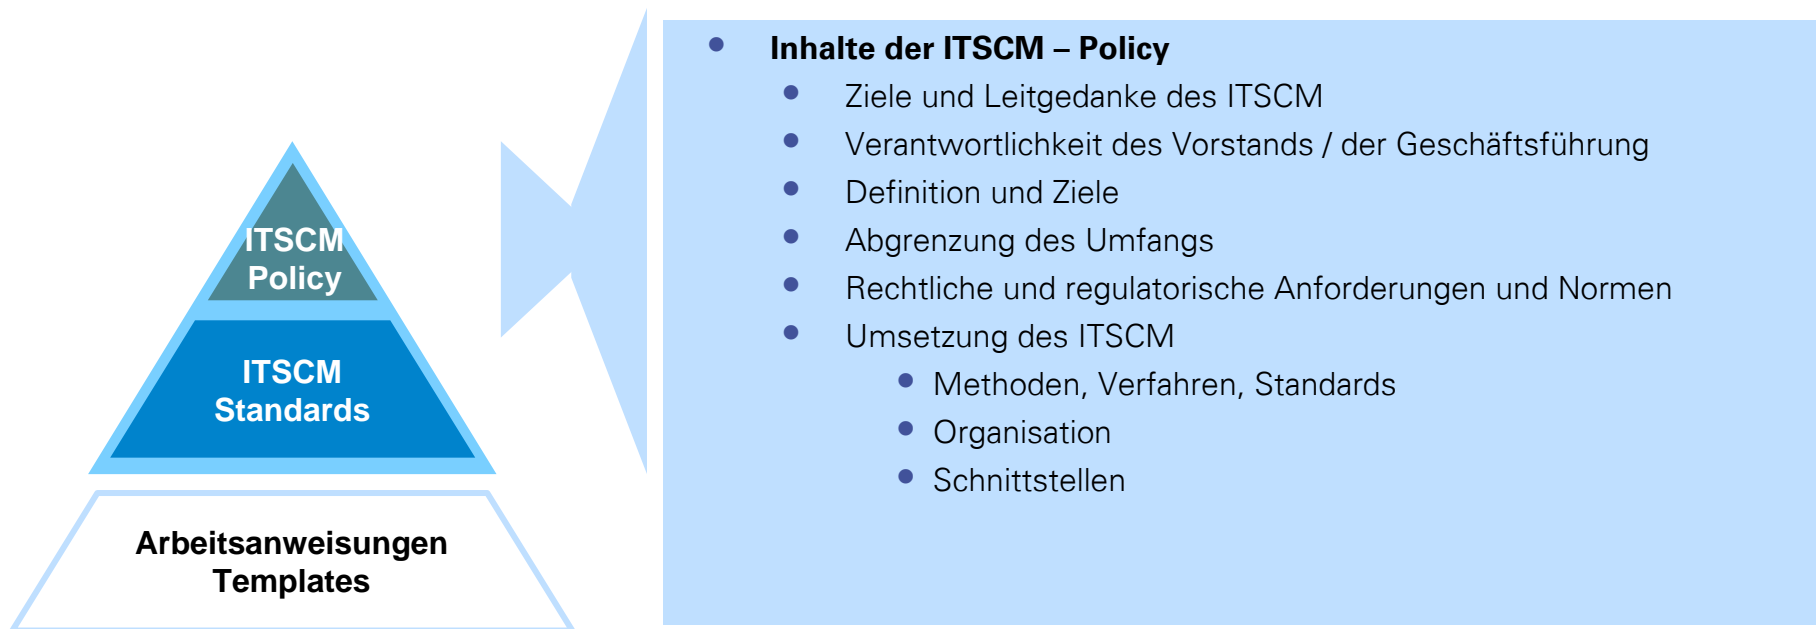 ITSCM
Policy
ITSCM
Standards
Arbeitsanweisungen
Templates
Inhalte der ITSCM – Policy
Ziele und Leitgedanke des ITSCM
Verantwortlichkeit des Vorstands / der Geschäftsführung
Definition und Ziele
Abgrenzung des Umfangs
Rechtliche und regulatorische Anforderungen und Normen
Umsetzung des ITSCM
Methoden, Verfahren, Standards
Organisation
Schnittstellen